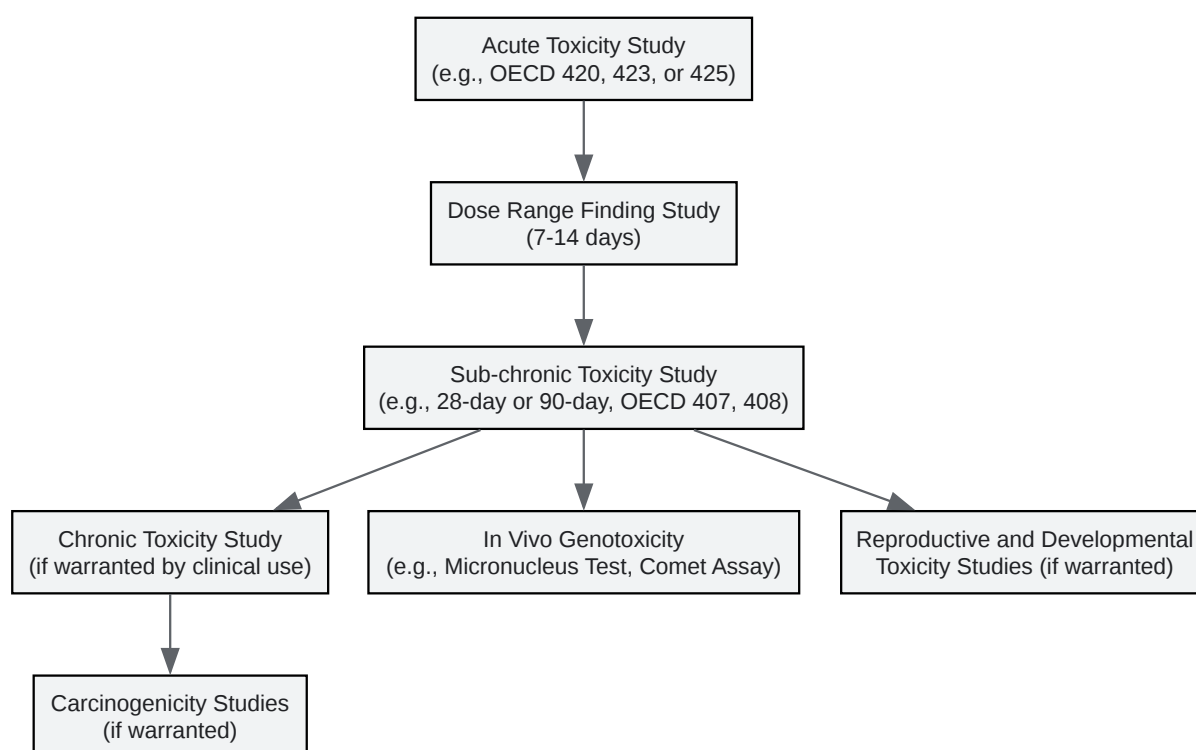 Acute Toxicity Study
(e.g., OECD 420, 423, or 425)
Dose Range Finding Study
(7-14 days)
Sub-chronic Toxicity Study
(e.g., 28-day or 90-day, OECD 407, 408)
Chronic Toxicity Study
(if warranted by clinical use)
In Vivo Genotoxicity
(e.g., Micronucleus Test, Comet Assay)
Reproductive and Developmental
Toxicity Studies (if warranted)
Carcinogenicity Studies
(if warranted)